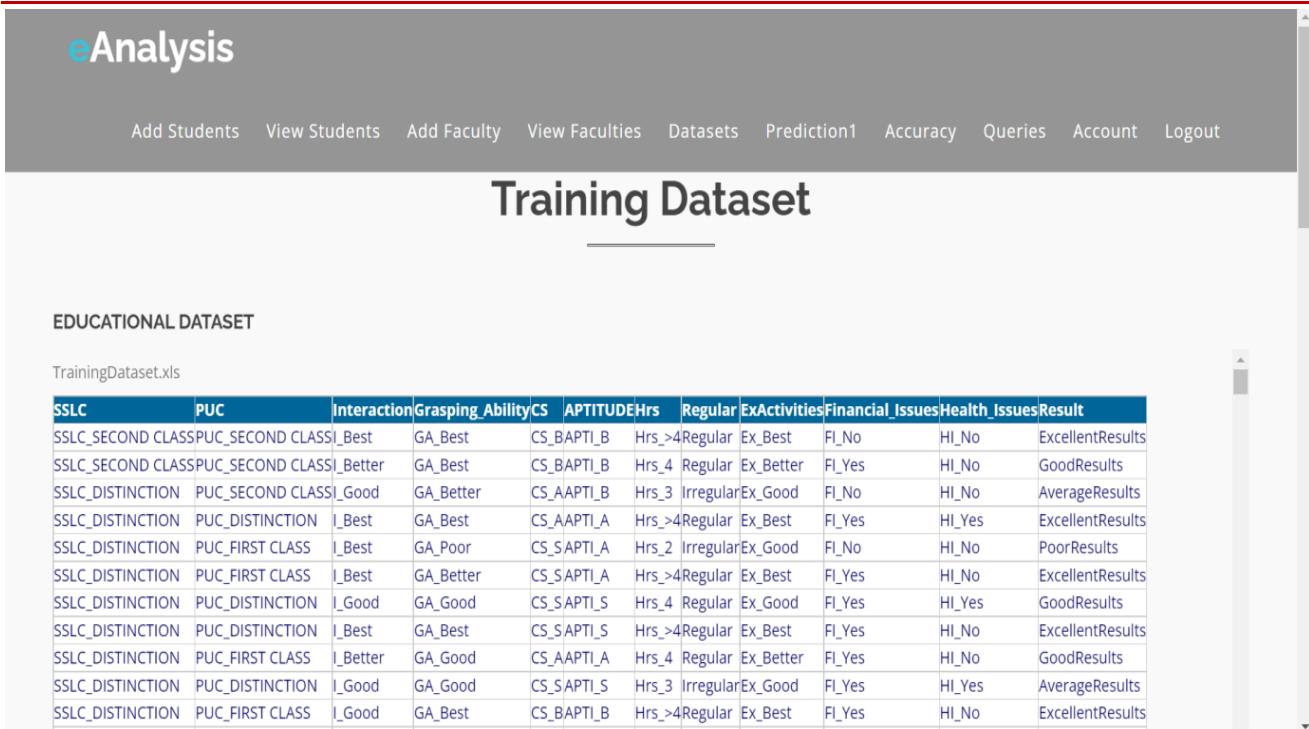 eAnalysis
Add Students View Students Add Faculty View Faculties Datasets Prediction1 Accuracy Queries Account Logout
Training Dataset
EDUCATIONAL DATASET
TrainingDataset.xls
SSLC PUC Interaction Grasping_Ability CS APTITUDE Hrs Regular ExActivities Financial_Issues Health_Issues Result
SSLC_SECOND CLASS PUC_SECOND CLASS I_Best GA_Best CS_B APTI_B Hrs_>4 Regular Ex_Best FI_No HI_No ExcellentResults
SSLC_SECOND CLASS PUC_SECOND CLASS I_Better GA_Best CS_B APTI_B Hrs_4 Regular Ex_Better FI_Yes HI_No GoodResults
SSLC_DISTINCTION PUC_SECOND CLASS I_Good GA_Better CS_A APTI_B Hrs_3 Irregular Ex_Good FI_No HI_No AverageResults
SSLC_DISTINCTION PUC_DISTINCTION I_Best GA_Best CS_A APTI_A Hrs_>4 Regular Ex_Best FI_Yes HI_Yes ExcellentResults
SSLC_DISTINCTION PUC_FIRST CLASS I_Best GA_Poor CS_S APTI_A Hrs_2 Irregular Ex_Good FI_No HI_No PoorResults
SSLC_DISTINCTION PUC_FIRST CLASS I_Best GA_Better CS_S APTI_A Hrs_>4 Regular Ex_Best FI_Yes HI_No ExcellentResults
SSLC_DISTINCTION PUC_DISTINCTION I_Good GA_Good CS_S APTI_S Hrs_4 Regular Ex_Good FI_Yes HI_Yes GoodResults
SSLC_DISTINCTION PUC_DISTINCTION I_Best GA_Best CS_S APTI_S Hrs_>4 Regular Ex_Best FI_Yes HI_No ExcellentResults
SSLC_DISTINCTION PUC_FIRST CLASS I_Better GA_Good CS_A APTI_A Hrs_4 Regular Ex_Better FI_Yes HI_No GoodResults
SSLC_DISTINCTION PUC_DISTINCTION I_Good GA_Good CS_S APTI_S Hrs_3 Irregular Ex_Good FI_Yes HI_Yes AverageResults
SSLC_DISTINCTION PUC_FIRST CLASS I_Good GA_Best CS_B APTI_B Hrs_>4 Regular Ex_Best FI_Yes HI_No ExcellentResults